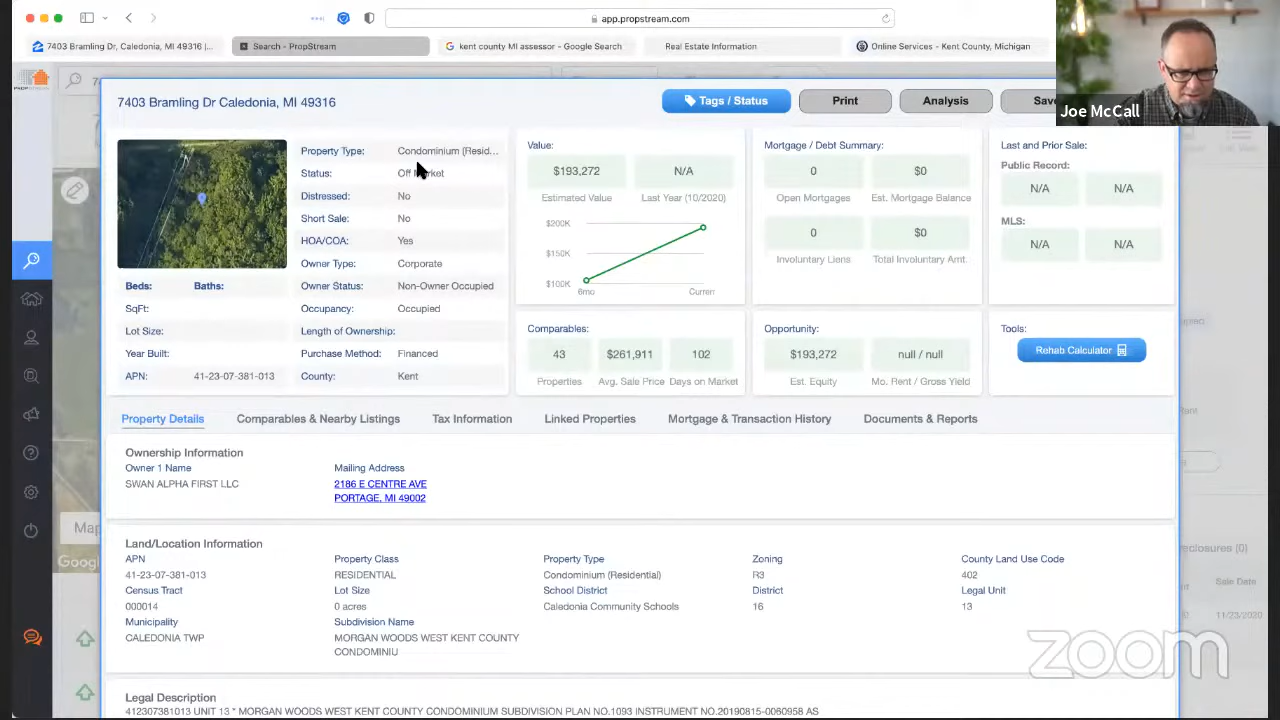 app.propstream.com
7403 Bramling Dr, Caledonia, MI 49316 |...
Search - PropStream
kent county MI assessor - Google Search
Real Estate Information
Online Services - Kent County, Michigan
Joe McCall
7403 Bramling Dr Caledonia, MI 49316
Tags / Status
Print
Analysis
Save
Property Type: Condominium (Resid...
Status: Off Market
Distressed: No
Short Sale: No
HOA/COA: Yes
Owner Type: Corporate
Owner Status: Non-Owner Occupied
Occupancy: Occupied
Length of Ownership:
Purchase Method: Financed
County: Kent
Beds: Baths:
SqFt:
Lot Size:
Year Built:
APN: 41-23-07-381-013
Value:
$193,272 N/A
Estimated Value Last Year (10/2020)
$200K
$150K
$100K
6mo Curren
Mortgage / Debt Summary:
0 $0
Open Mortgages Est. Mortgage Balance
0 $0
Involuntary Liens Total Involuntary Amt.
Last and Prior Sale:
Public Record:
N/A N/A
MLS:
N/A N/A
Comparables:
43 $261,911 102
Properties Avg. Sale Price Days on Market
Opportunity:
$193,272 null / null
Est. Equity Mo. Rent / Gross Yield
Tools:
Rehab Calculator
Property Details Comparables & Nearby Listings Tax Information Linked Properties Mortgage & Transaction History Documents & Reports
Ownership Information
Owner 1 Name Mailing Address
SWAN ALPHA FIRST LLC 2186 E CENTRE AVE
PORTAGE, MI 49002
Land/Location Information
APN Property Class Property Type Zoning County Land Use Code
41-23-07-381-013 RESIDENTIAL Condominium (Residential) R3 402
Census Tract Lot Size School District District Legal Unit
000014 0 acres Caledonia Community Schools 16 13
Municipality Subdivision Name
CALEDONIA TWP MORGAN WOODS WEST KENT COUNTY
CONDOMINIU
Legal Description
412307381013 UNIT 13 * MORGAN WOODS WEST KENT COUNTY CONDOMINIUM SUBDIVISION PLAN NO.1093 INSTRUMENT NO.20190815-0060958 AS
Map
Google
isclosures (0)
Sale Date
11/23/2020
zoom